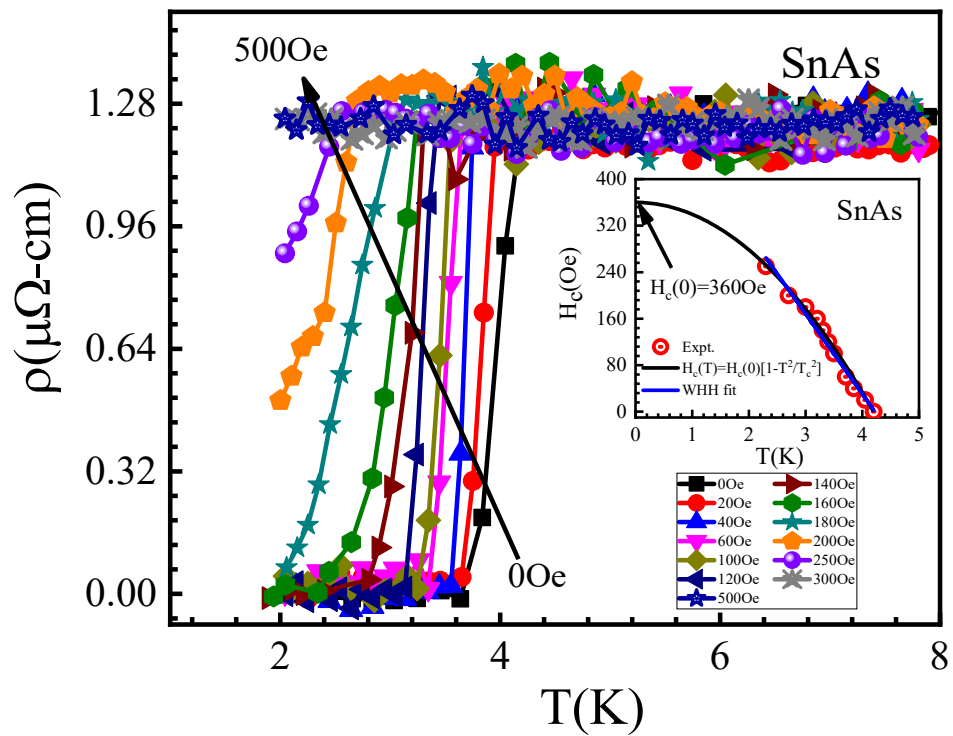 500Oe
SnAs
1.28
0.96
0.64
0.32
0.00
ρ(μΩ-cm)
0Oe
2
4
6
8
T(K)
400
320
240
160
80
0
H_c(Oe)
SnAs
H_c(0)=360Oe
Expt.
H_c(T)=H_c(0)[1-T²/T_c²]
WHH fit
0
1
2
3
4
5
T(K)
0Oe
20Oe
40Oe
60Oe
100Oe
120Oe
500Oe
140Oe
160Oe
180Oe
200Oe
250Oe
300Oe